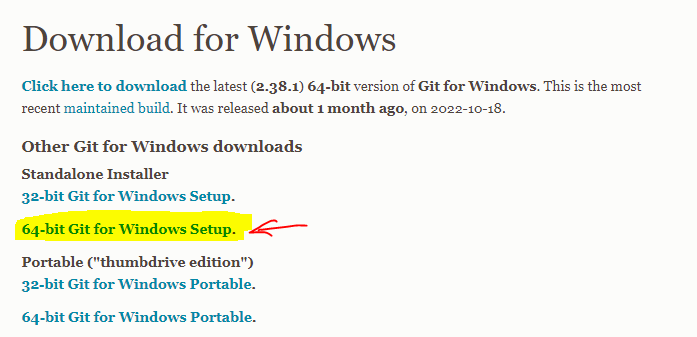 Download for Windows
Click here to download the latest (2.38.1) 64-bit version of Git for Windows. This is the most
recent maintained build. It was released about 1 month ago, on 2022-10-18.
Other Git for Windows downloads
Standalone Installer
32-bit Git for Windows Setup.
64-bit Git for Windows Setup.
Portable ("thumbdrive edition")
32-bit Git for Windows Portable.
64-bit Git for Windows Portable.